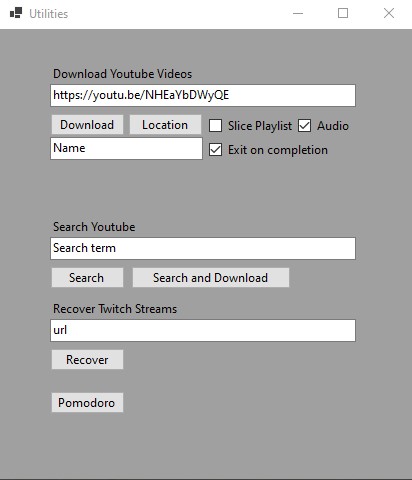 Utilities
Download Youtube Videos
https://youtu.be/NHEaYbDWyQE
Download Location Slice Playlist Audio
Name Exit on completion
Search Youtube
Search term
Search Search and Download
Recover Twitch Streams
url
Recover
Pomodoro